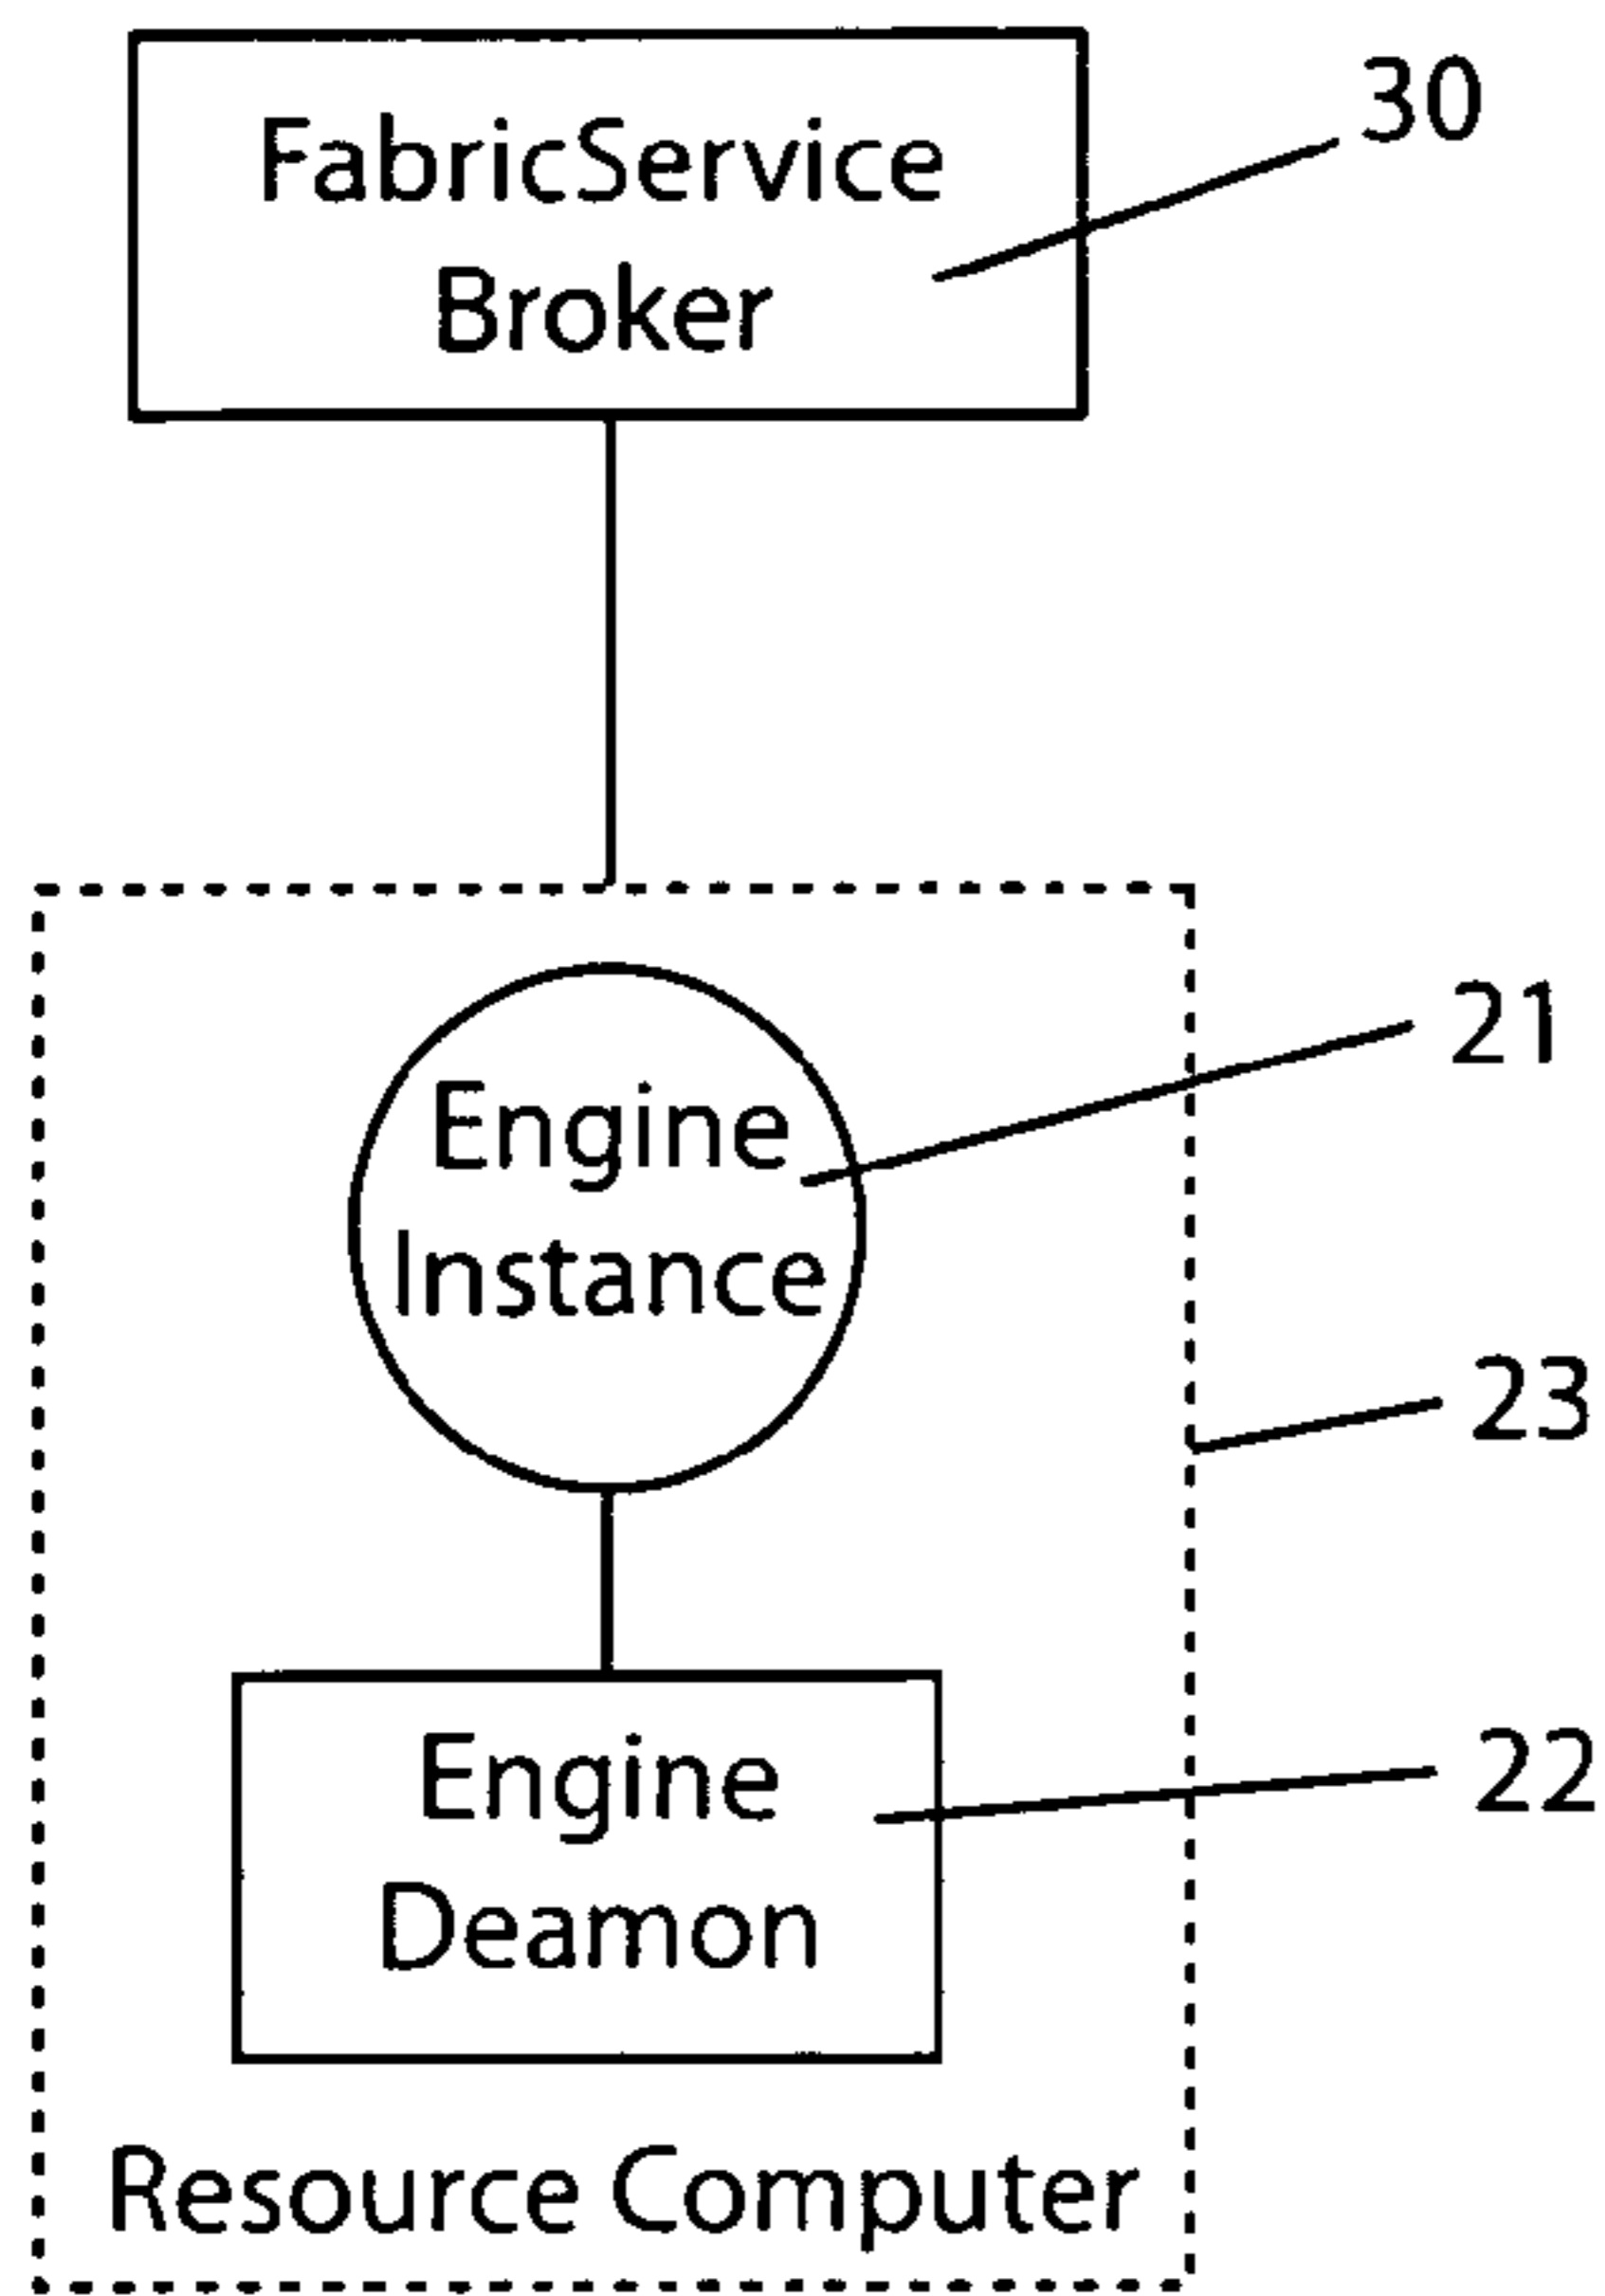 FabricService
Broker
30
Engine
Instance
21
23
Engine
Deamon
22
Resource Computer